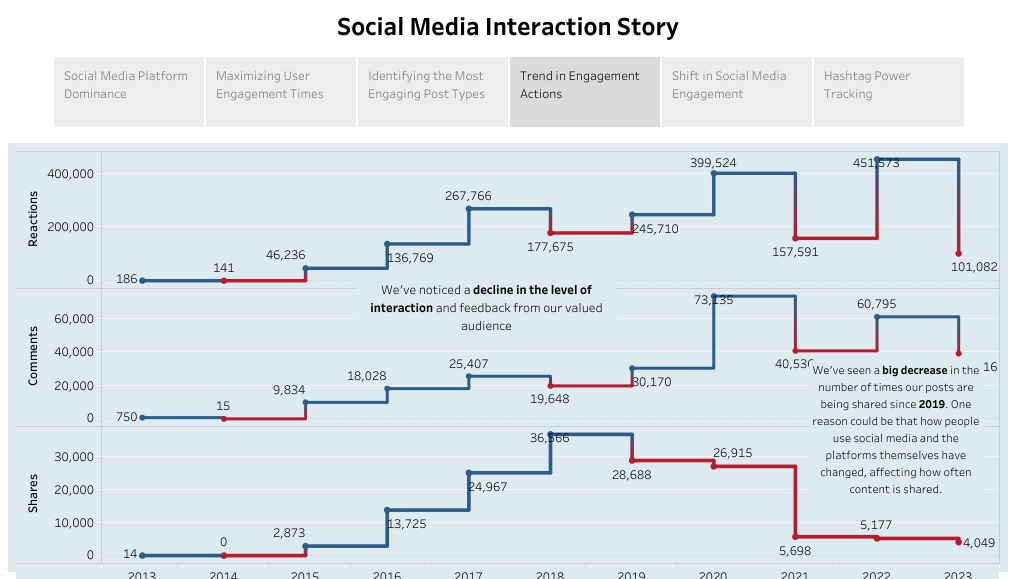 Social Media Interaction Story
Social Media Platform
Dominance
Maximizing User
Engagement Times
Identifying the Most
Engaging Post Types
Trend in Engagement
Actions
Shift in Social Media
Engagement
Hashtag Power
Tracking
Reactions
400,000
200,000
0
186
141
46,236
136,769
267,766
177,675
245,710
399,524
157,591
451,573
101,082
We've noticed a decline in the level of
interaction and feedback from our valued
audience
Comments
60,000
40,000
20,000
0
750
15
9,834
18,028
25,407
19,648
30,170
73,135
60,795
16
We've seen a big decrease in the
number of times our posts are
being shared since 2019. One
reason could be that how people
use social media and the
platforms themselves have
changed, affecting how often
content is shared.
Shares
30,000
20,000
10,000
0
14
0
2,873
13,725
24,967
36,566
28,688
26,915
5,698
5,177
4,049
2013
2014
2015
2016
2017
2018
2019
2020
2021
2022
2023